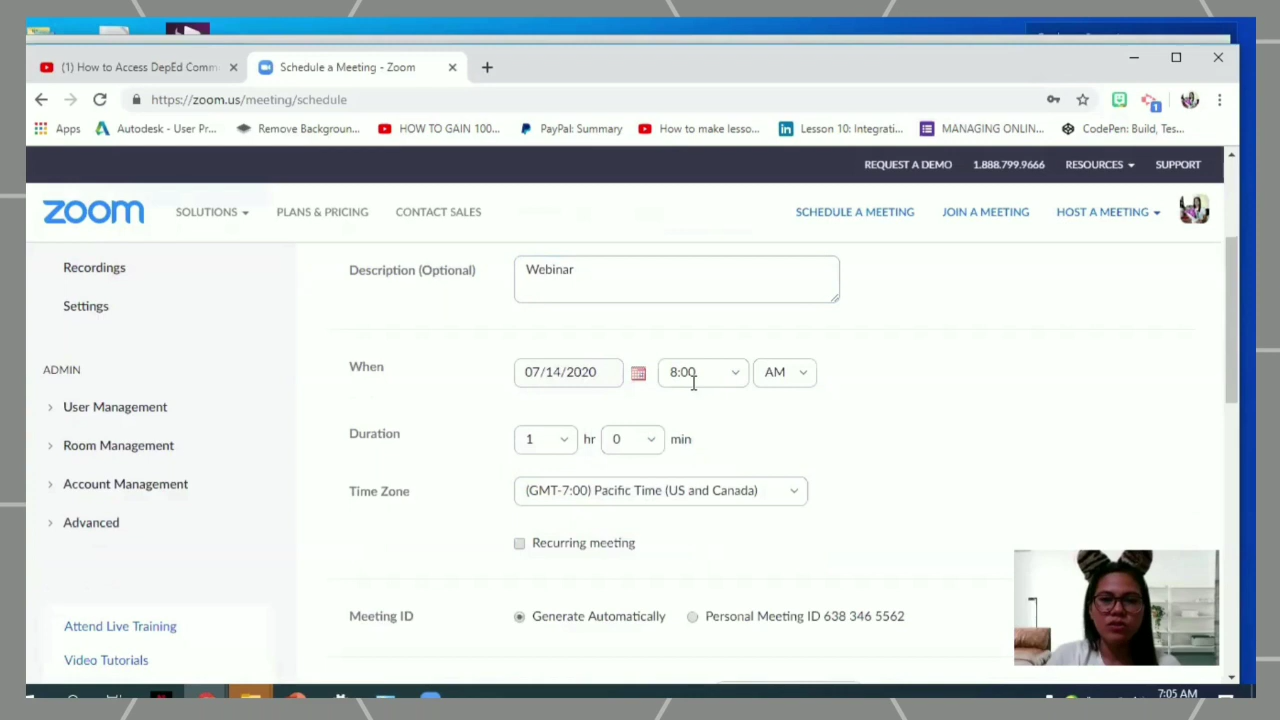 (1) How to Access DepEd Comm
Schedule a Meeting - Zoom
https://zoom.us/meeting/schedule
1
Apps
Autodesk - User Pr...
Remove Backgroun...
HOW TO GAIN 100...
PayPal: Summary
How to make lesso...
Lesson 10: Integrati...
MANAGING ONLIN...
CodePen: Build, Tes...
REQUEST A DEMO
1.888.799.9666
RESOURCES
SUPPORT
zoom
SOLUTIONS
PLANS & PRICING
CONTACT SALES
SCHEDULE A MEETING
JOIN A MEETING
HOST A MEETING
Recordings
Settings
ADMIN
User Management
Room Management
Account Management
Advanced
Attend Live Training
Video Tutorials
Description (Optional)
Webinar
When
07/14/2020
8:00
AM
Duration
1
hr
0
min
Time Zone
(GMT-7:00) Pacific Time (US and Canada)
Recurring meeting
Meeting ID
Generate Automatically
Personal Meeting ID 638 346 5562
7:05 AM